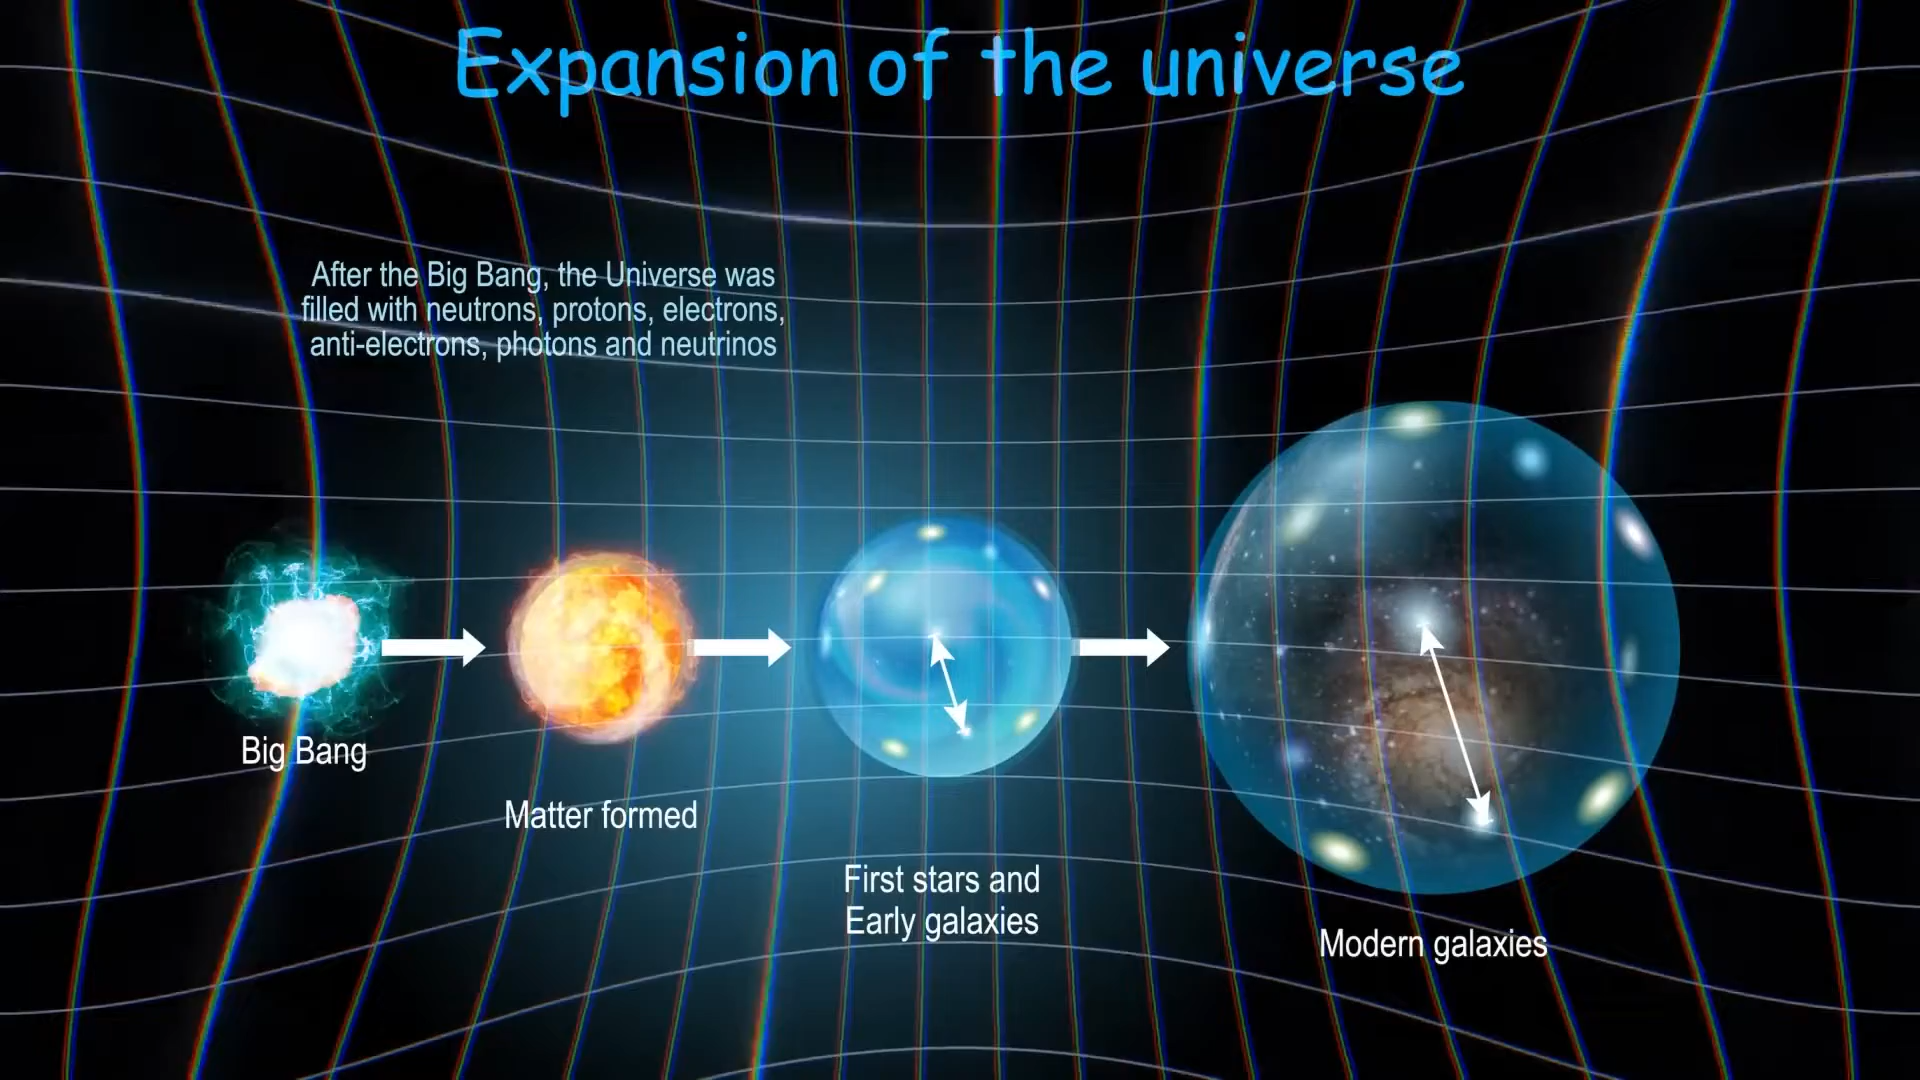 Expansion of the universe
After the Big Bang, the Universe was
filled with neutrons, protons, electrons,
anti-electrons, photons and neutrinos
Big Bang
Matter formed
First stars and
Early galaxies
Modern galaxies